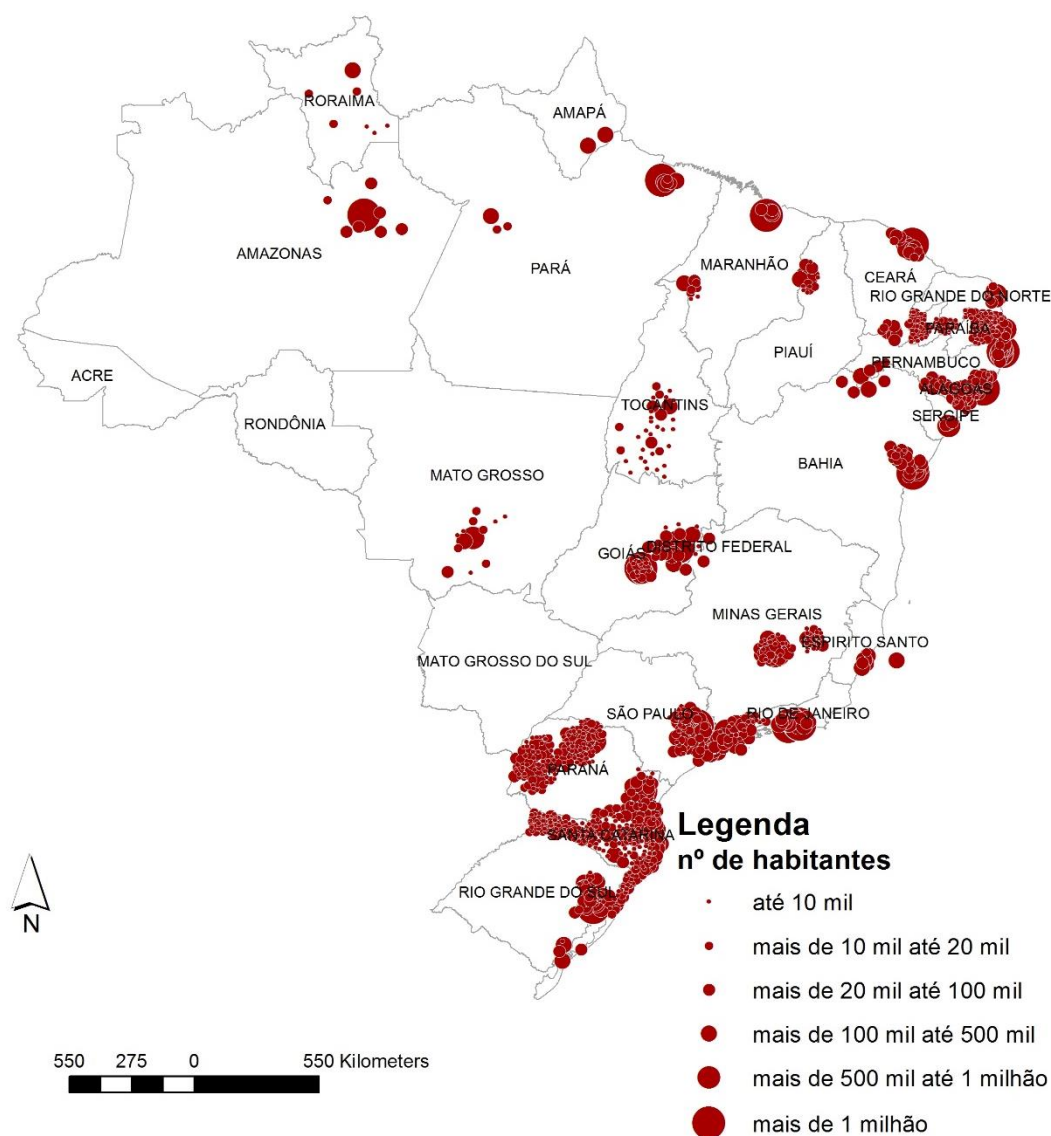 RORAIMA
AMAPÁ
AMAZONAS
PARÁ
MARANHÃO
CEARÁ
RIO GRANDE DO NORTE
PARAÍBA
PIAUÍ
PERNAMBUCO
ACRE
ALAGOAS
TOCANTINS
SERGIPE
RONDÔNIA
BAHIA
MATO GROSSO
GOIÁS
DISTRITO FEDERAL
MINAS GERAIS
ESPIRITO SANTO
MATO GROSSO DO SUL
SÃO PAULO
RIO DE JANEIRO
PARANÁ
SANTA CATARINA
RIO GRANDE DO SUL
Legenda
nº de habitantes
até 10 mil
mais de 10 mil até 20 mil
mais de 20 mil até 100 mil
mais de 100 mil até 500 mil
mais de 500 mil até 1 milhão
mais de 1 milhão
N
550 275 0 550 Kilometers